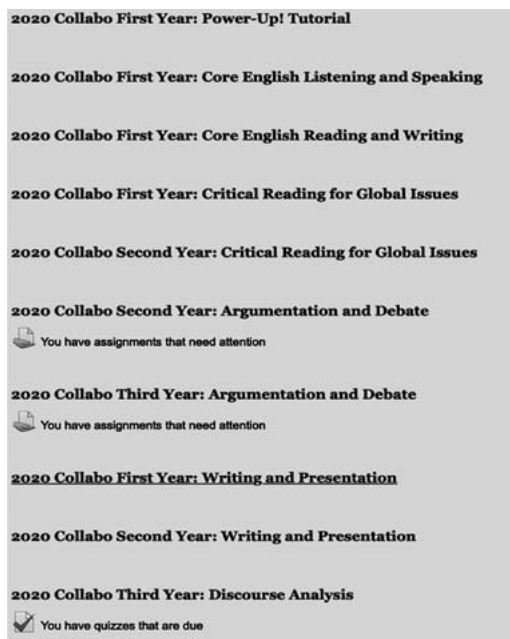 2020 Collabo First Year: Power-Up! Tutorial
2020 Collabo First Year: Core English Listening and Speaking
2020 Collabo First Year: Core English Reading and Writing
2020 Collabo First Year: Critical Reading for Global Issues
2020 Collabo Second Year: Critical Reading for Global Issues
2020 Collabo Second Year: Argumentation and Debate
You have assignments that need attention
2020 Collabo Third Year: Argumentation and Debate
You have assignments that need attention
2020 Collabo First Year: Writing and Presentation
2020 Collabo Second Year: Writing and Presentation
2020 Collabo Third Year: Discourse Analysis
You have quizzes that are due